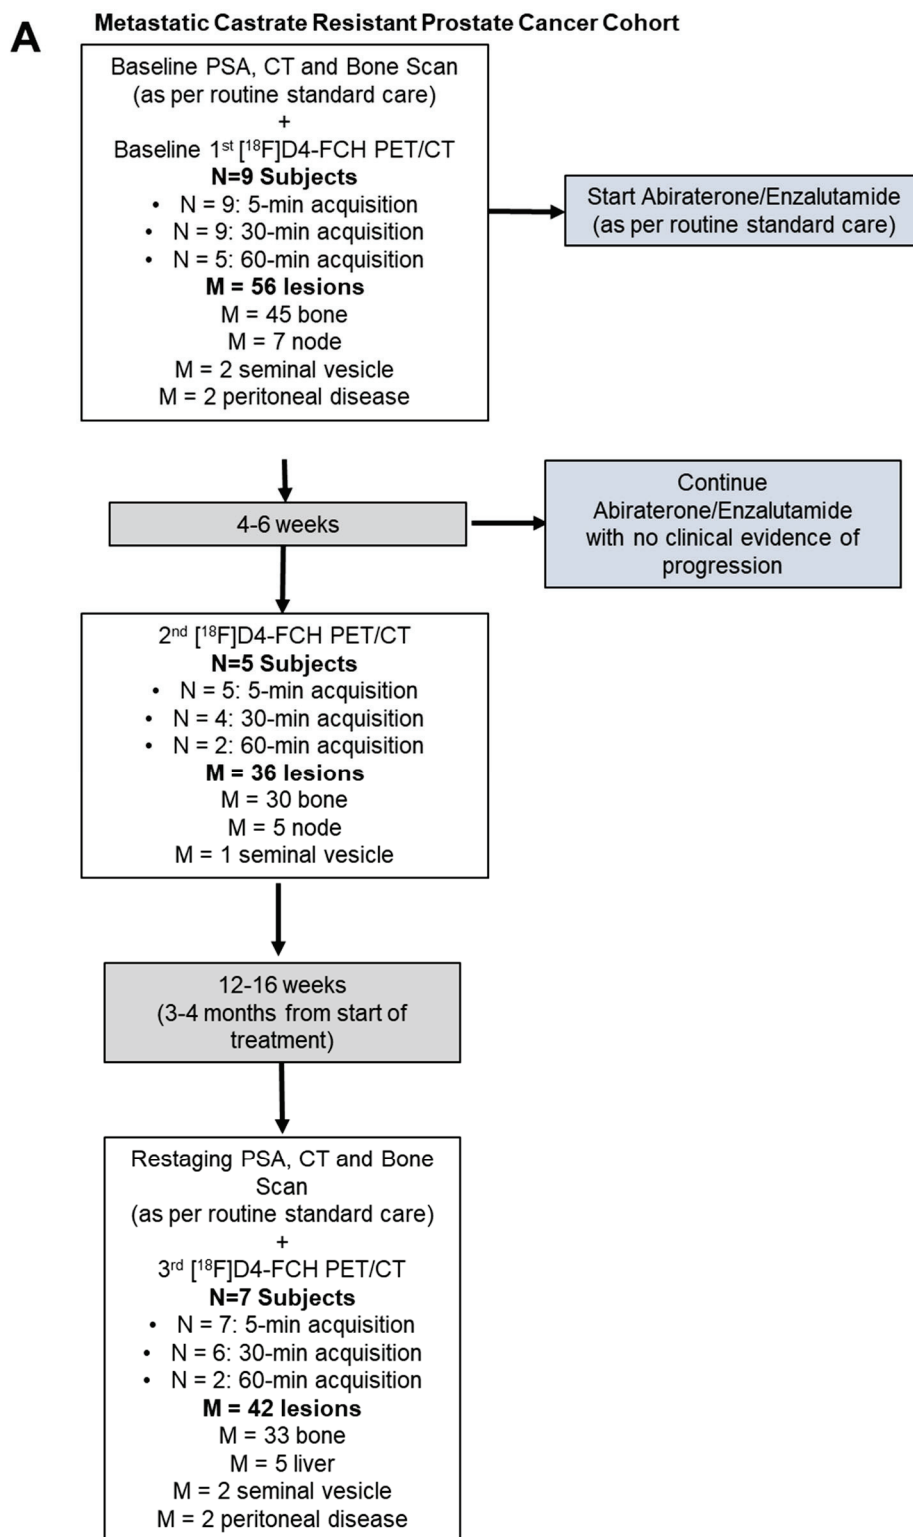 A
Metastatic Castrate Resistant Prostate Cancer Cohort
Baseline PSA, CT and Bone Scan
(as per routine standard care)
+
Baseline 1st [18F]D4-FCH PET/CT
N=9 Subjects
• N = 9: 5-min acquisition
• N = 9: 30-min acquisition
• N = 5: 60-min acquisition
M = 56 lesions
M = 45 bone
M = 7 node
M = 2 seminal vesicle
M = 2 peritoneal disease
Start Abiraterone/Enzalutamide
(as per routine standard care)
4-6 weeks
Continue
Abiraterone/Enzalutamide
with no clinical evidence of
progression
2nd [18F]D4-FCH PET/CT
N=5 Subjects
• N = 5: 5-min acquisition
• N = 4: 30-min acquisition
• N = 2: 60-min acquisition
M = 36 lesions
M = 30 bone
M = 5 node
M = 1 seminal vesicle
12-16 weeks
(3-4 months from start of
treatment)
Restaging PSA, CT and Bone
Scan
(as per routine standard care)
+
3rd [18F]D4-FCH PET/CT
N=7 Subjects
• N = 7: 5-min acquisition
• N = 6: 30-min acquisition
• N = 2: 60-min acquisition
M = 42 lesions
M = 33 bone
M = 5 liver
M = 2 seminal vesicle
M = 2 peritoneal disease